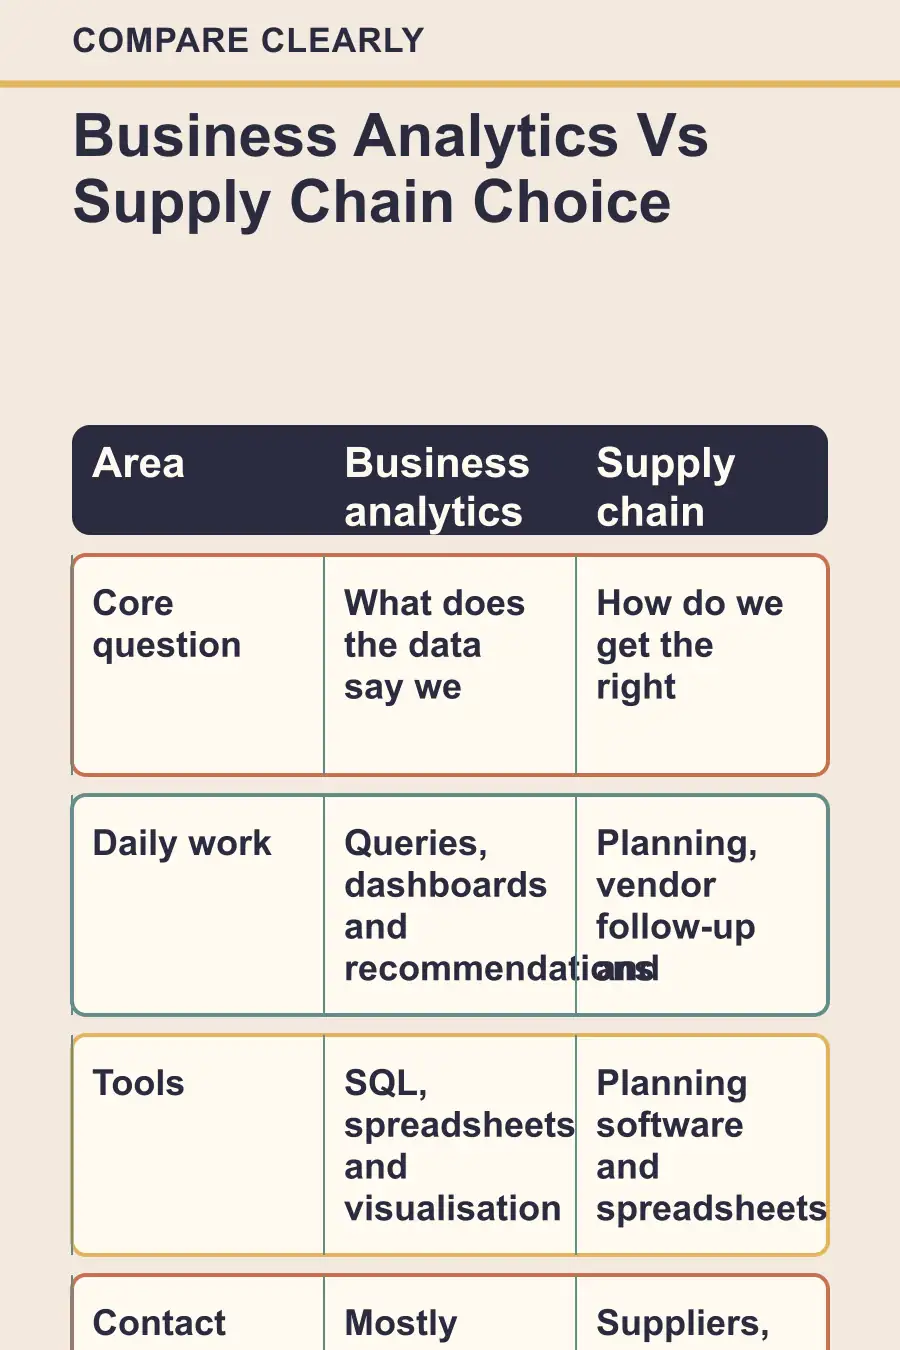 COMPARE CLEARLY
Business Analytics Vs
Supply Chain Choice
Area
Business
analytics
Supply
chain
Core
question
What does
the data
say we
How do we
get the
right
Daily work
Queries,
dashboards
and
recommendations
Planning,
vendor
follow-up
and
Tools
SQL,
spreadsheets
and
visualisation
Planning
software
and
spreadsheets
Contact
Mostly
Suppliers,